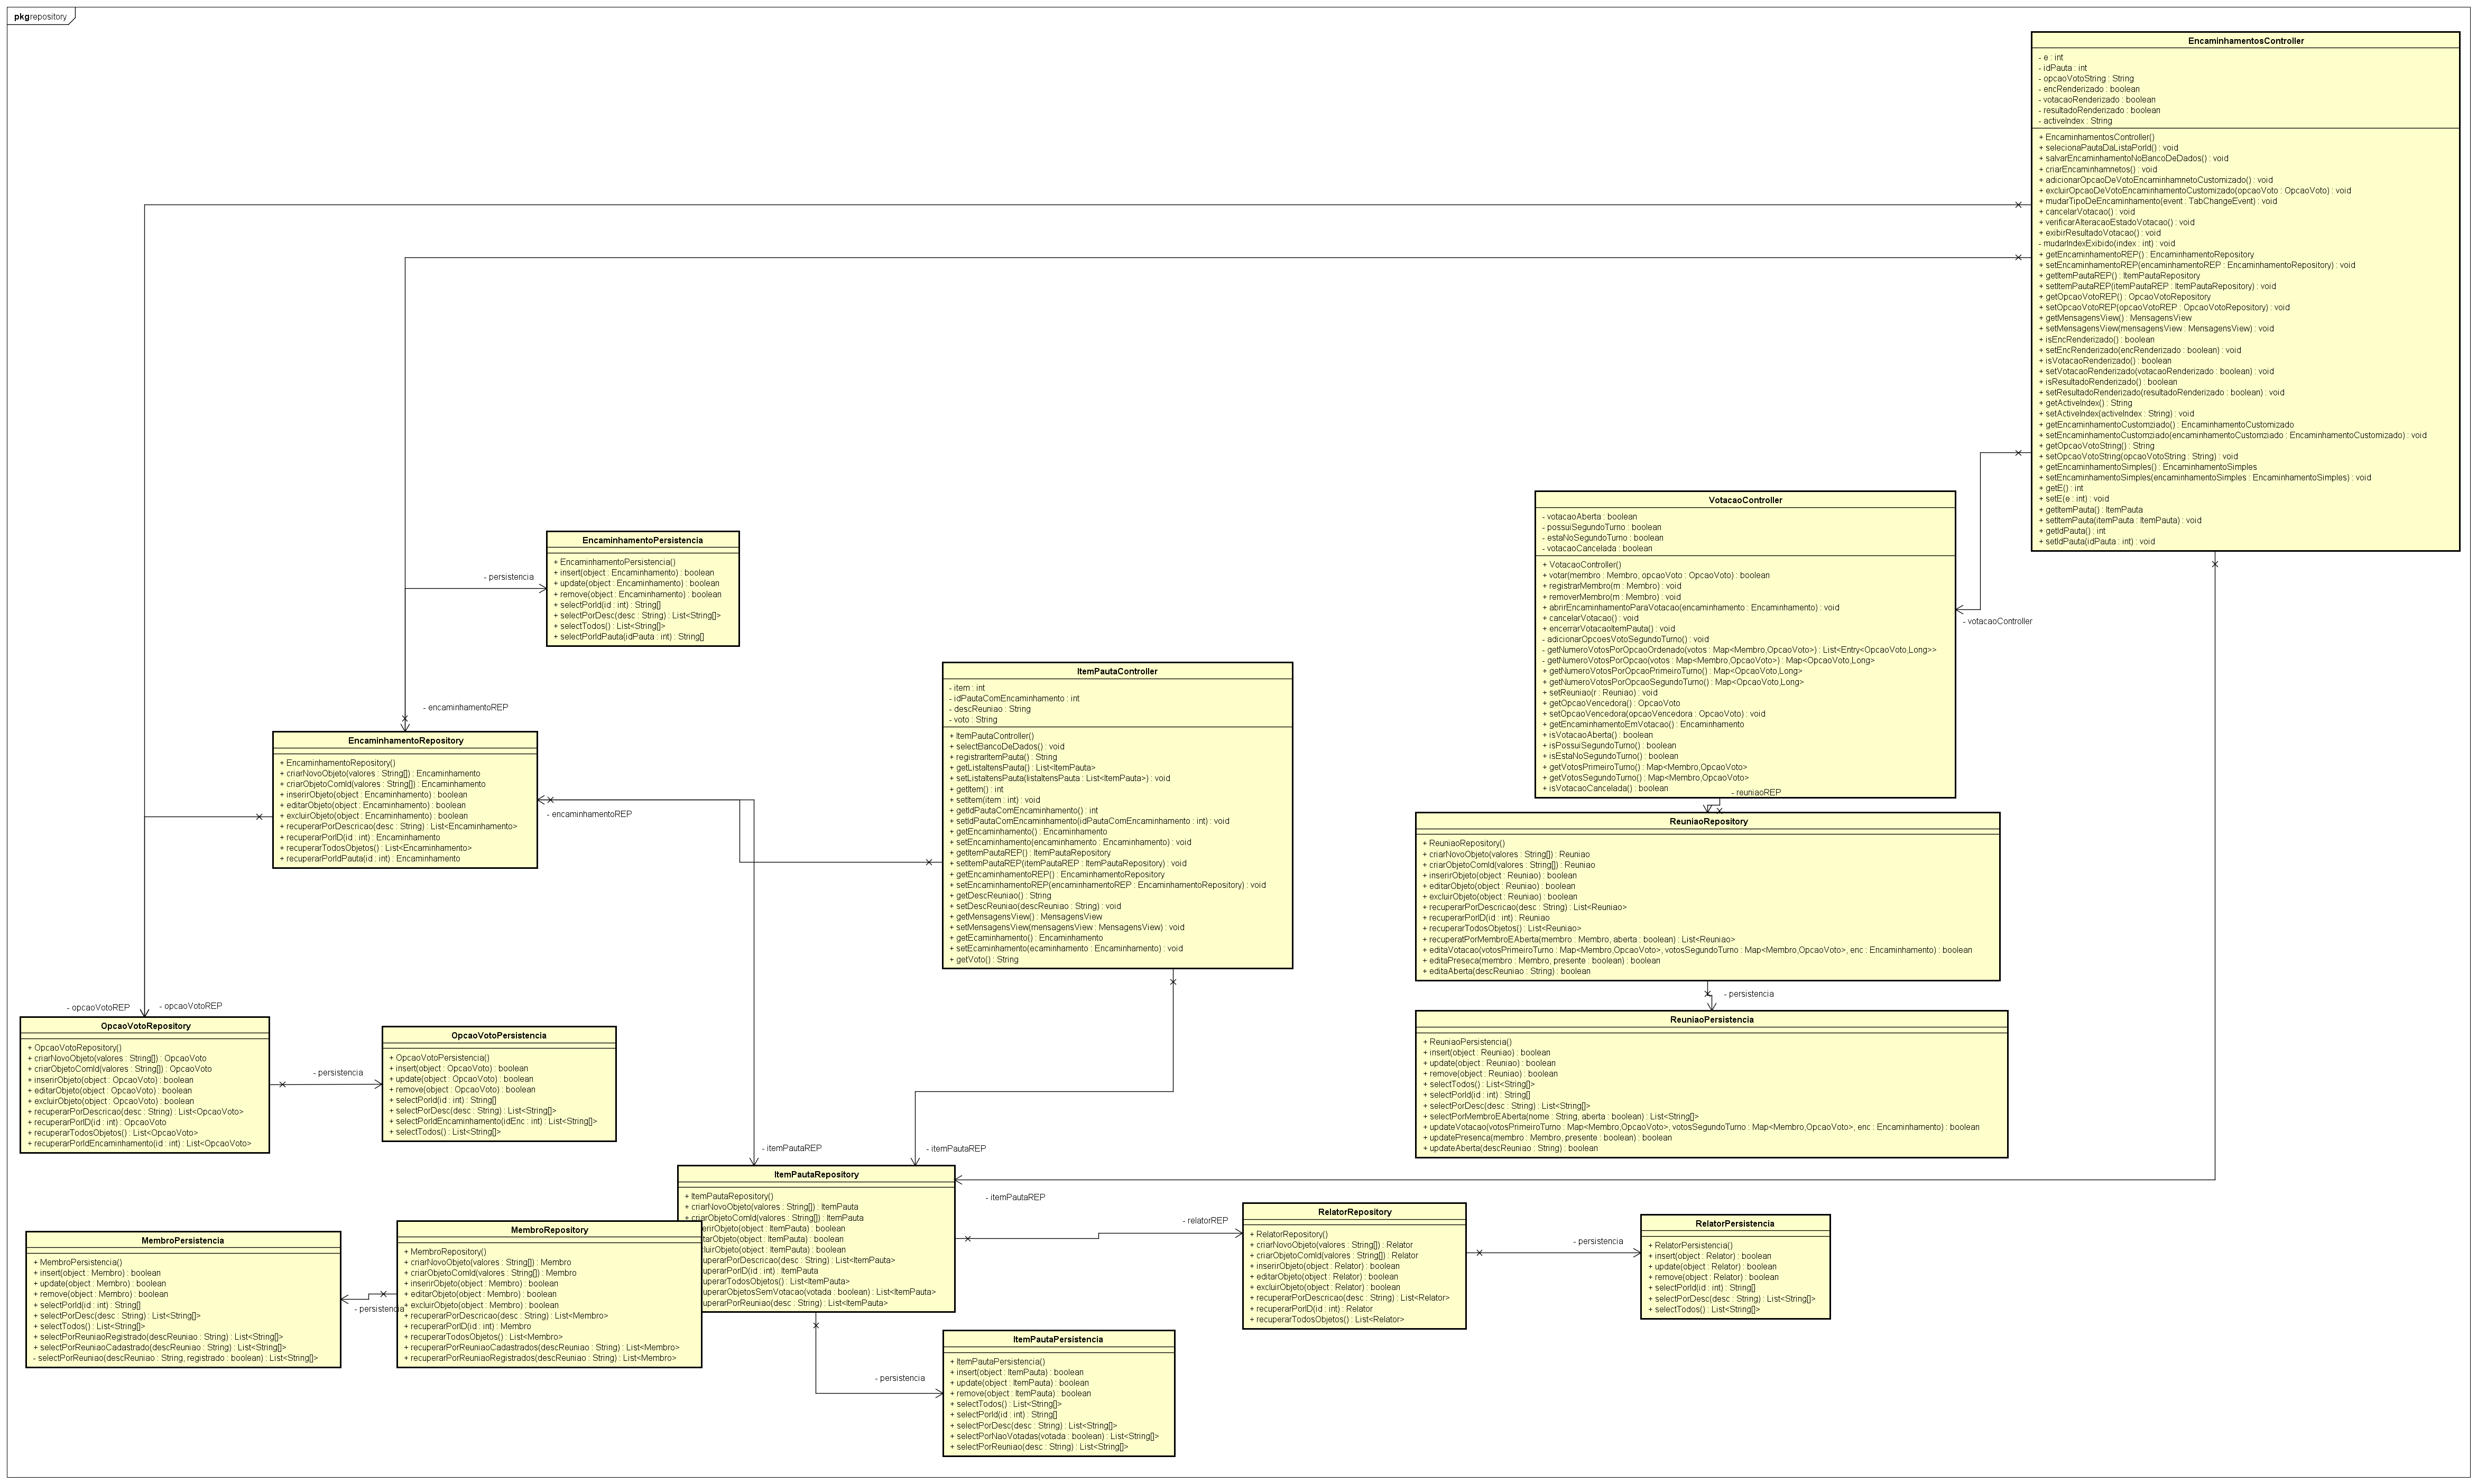 pkg repository
EncaminhamentosController
- e : int
- idPauta : int
- opcaoVotoString : String
- encRenderizado : boolean
- votacaoRenderizado : boolean
- resultadoRenderizado : boolean
- activeIndex : String
+ EncaminhamentosController()
+ selecionaPautaDaListaPorId() : void
+ salvarEncaminhamentoNoBancoDeDados() : void
+ criarEncaminhamnetos() : void
+ adicionarOpcaoDeVotoEncaminhamnetoCustomizado() : void
+ excluirOpcaoDeVotoEncaminhamentoCustomizado(opcaoVoto : OpcaoVoto) : void
+ mudarTipoDeEncaminhamento(event : TabChangeEvent) : void
+ cancelarVotacao() : void
+ verificarAlteracaoEstadoVotacao() : void
+ exibirResultadoVotacao() : void
- mudarIndexExibido(index : int) : void
+ getEncaminhamentoREP() : EncaminhamentoRepository
+ setEncaminhamentoREP(encaminhamentoREP : EncaminhamentoRepository) : void
+ getItemPautaREP() : ItemPautaRepository
+ setItemPautaREP(itemPautaREP : ItemPautaRepository) : void
+ getOpcaoVotoREP() : OpcaoVotoRepository
+ setOpcaoVotoREP(opcaoVotoREP : OpcaoVotoRepository) : void
+ getMensagensView() : MensagensView
+ setMensagensView(mensagensView : MensagensView) : void
+ isEncRenderizado() : boolean
+ setEncRenderizado(encRenderizado : boolean) : void
+ isVotacaoRenderizado() : boolean
+ setVotacaoRenderizado(votacaoRenderizado : boolean) : void
+ isResultadoRenderizado() : boolean
+ setResultadoRenderizado(resultadoRenderizado : boolean) : void
+ getActiveIndex() : String
+ setActiveIndex(activeIndex : String) : void
+ getEncaminhamentoCustomziado() : EncaminhamentoCustomizado
+ setEncaminhamentoCustomziado(encaminhamentoCustomziado : EncaminhamentoCustomizado) : void
+ getOpcaoVotoString() : String
+ setOpcaoVotoString(opcaoVotoString : String) : void
+ getEncaminhamentoSimples() : EncaminhamentoSimples
+ setEncaminhamentoSimples(encaminhamentoSimples : EncaminhamentoSimples) : void
+ getE() : int
+ setE(e : int) : void
+ getItemPauta() : ItemPauta
+ setItemPauta(itemPauta : ItemPauta) : void
+ getIdPauta() : int
+ setIdPauta(idPauta : int) : void
VotacaoController
- votacaoAberta : boolean
- possuiSegundoTurno : boolean
- estaNoSegundoTurno : boolean
- votacaoCancelada : boolean
+ VotacaoController()
+ votar(membro : Membro, opcaoVoto : OpcaoVoto) : boolean
+ registrarMembro(m : Membro) : void
+ removerMembro(m : Membro) : void
+ abrirEncaminhamentoParaVotacao(encaminhamento : Encaminhamento) : void
+ cancelarVotacao() : void
+ encerrarVotacaoItemPauta() : void
- adicionarOpcoesVotoSegundoTurno() : void
- getNumeroVotosPorOpcaoOrdenado(votos : Map<Membro,OpcaoVoto>) : List<Entry<OpcaoVoto,Long>>
- getNumeroVotosPorOpcao(votos : Map<Membro,OpcaoVoto>) : Map<OpcaoVoto,Long>
+ getNumeroVotosPorOpcaoPrimeiroTurno() : Map<OpcaoVoto,Long>
+ getNumeroVotosPorOpcaoSegundoTurno() : Map<OpcaoVoto,Long>
+ setReuniao(r : Reuniao) : void
+ getOpcaoVencedora() : OpcaoVoto
+ setOpcaoVencedora(opcaoVencedora : OpcaoVoto) : void
+ getEncaminhamentoEmVotacao() : Encaminhamento
+ isVotacaoAberta() : boolean
+ isPossuiSegundoTurno() : boolean
+ isEstaNoSegundoTurno() : boolean
+ getVotosPrimeiroTurno() : Map<Membro,OpcaoVoto>
+ getVotosSegundoTurno() : Map<Membro,OpcaoVoto>
+ isVotacaoCancelada() : boolean
- votacaoController
- reuniaoREP
EncaminhamentoPersistencia
+ EncaminhamentoPersistencia()
+ insert(object : Encaminhamento) : boolean
+ update(object : Encaminhamento) : boolean
+ remove(object : Encaminhamento) : boolean
+ selectPorId(id : int) : String[]
+ selectPorDesc(desc : String) : List<String[]>
+ selectTodos() : List<String[]>
+ selectPorIdPauta(idPauta : int) : String[]
- persistencia
- encaminhamentoREP
EncaminhamentoRepository
+ EncaminhamentoRepository()
+ criarNovoObjeto(valores : String[]) : Encaminhamento
+ criarObjetoComId(valores : String[]) : Encaminhamento
+ inserirObjeto(object : Encaminhamento) : boolean
+ editarObjeto(object : Encaminhamento) : boolean
+ excluirObjeto(object : Encaminhamento) : boolean
+ recuperarPorDescricao(desc : String) : List<Encaminhamento>
+ recuperarPorID(id : int) : Encaminhamento
+ recuperarTodosObjetos() : List<Encaminhamento>
+ recuperarPorIdPauta(id : int) : Encaminhamento
- encaminhamentoREP
ItemPautaController
- item : int
- idPautaComEncaminhamento : int
- descReuniao : String
- voto : String
+ ItemPautaController()
+ selectBancoDeDados() : void
+ registrarItemPauta() : String
+ getListaItensPauta() : List<ItemPauta>
+ setListaItensPauta(listaItensPauta : List<ItemPauta>) : void
+ getItem() : int
+ setItem(item : int) : void
+ getIdPautaComEncaminhamento() : int
+ setIdPautaComEncaminhamento(idPautaComEncaminhamento : int) : void
+ getEncaminhamento() : Encaminhamento
+ setEncaminhamento(encaminhamento : Encaminhamento) : void
+ getItemPautaREP() : ItemPautaRepository
+ setItemPautaREP(itemPautaREP : ItemPautaRepository) : void
+ getEncaminhamentoREP() : EncaminhamentoRepository
+ setEncaminhamentoREP(encaminhamentoREP : EncaminhamentoRepository) : void
+ getDescReuniao() : String
+ setDescReuniao(descReuniao : String) : void
+ getMensagensView() : MensagensView
+ setMensagensView(mensagensView : MensagensView) : void
+ getEcaminhamento() : Encaminhamento
+ setEcaminhamento(ecaminhamento : Encaminhamento) : void
+ getVoto() : String
ReuniaoRepository
+ ReuniaoRepository()
+ criarNovoObjeto(valores : String[]) : Reuniao
+ criarObjetoComId(valores : String[]) : Reuniao
+ inserirObjeto(object : Reuniao) : boolean
+ editarObjeto(object : Reuniao) : boolean
+ excluirObjeto(object : Reuniao) : boolean
+ recuperarPorDescricao(desc : String) : List<Reuniao>
+ recuperarPorID(id : int) : Reuniao
+ recuperarTodosObjetos() : List<Reuniao>
+ recuperatPorMembroEAberta(membro : Membro, aberta : boolean) : List<Reuniao>
+ editaVotacao(votosPrimeiroTurno : Map<Membro,OpcaoVoto>, votosSegundoTurno : Map<Membro,OpcaoVoto>, enc : Encaminhamento) : boolean
+ editaPreseca(membro : Membro, presente : boolean) : boolean
+ editaAberta(descReuniao : String) : boolean
- persistencia
ReuniaoPersistencia
+ ReuniaoPersistencia()
+ insert(object : Reuniao) : boolean
+ update(object : Reuniao) : boolean
+ remove(object : Reuniao) : boolean
+ selectTodos() : List<String[]>
+ selectPorId(id : int) : String[]
+ selectPorDesc(desc : String) : List<String[]>
+ selectPorMembroEAberta(nome : String, aberta : boolean) : List<String[]>
+ updateVotacao(votosPrimeiroTurno : Map<Membro,OpcaoVoto>, votosSegundoTurno : Map<Membro,OpcaoVoto>, enc : Encaminhamento) : boolean
+ updatePresenca(membro : Membro, presente : boolean) : boolean
+ updateAberta(descReuniao : String) : boolean
- opcaoVotoREP
- opcaoVotoREP
OpcaoVotoRepository
+ OpcaoVotoRepository()
+ criarNovoObjeto(valores : String[]) : OpcaoVoto
+ criarObjetoComId(valores : String[]) : OpcaoVoto
+ inserirObjeto(object : OpcaoVoto) : boolean
+ editarObjeto(object : OpcaoVoto) : boolean
+ excluirObjeto(object : OpcaoVoto) : boolean
+ recuperarPorDescricao(desc : String) : List<OpcaoVoto>
+ recuperarPorID(id : int) : OpcaoVoto
+ recuperarTodosObjetos() : List<OpcaoVoto>
+ recuperarPorIdEncaminhamento(id : int) : List<OpcaoVoto>
- persistencia
OpcaoVotoPersistencia
+ OpcaoVotoPersistencia()
+ insert(object : OpcaoVoto) : boolean
+ update(object : OpcaoVoto) : boolean
+ remove(object : OpcaoVoto) : boolean
+ selectPorId(id : int) : String[]
+ selectPorDesc(desc : String) : List<String[]>
+ selectPorIdEncaminhamento(idEnc : int) : List<String[]>
+ selectTodos() : List<String[]>
- itemPautaREP
- itemPautaREP
- itemPautaREP
ItemPautaRepository
+ ItemPautaRepository()
+ criarNovoObjeto(valores : String[]) : ItemPauta
+ criarObjetoComId(valores : String[]) : ItemPauta
erirObjeto(object : ItemPauta) : boolean
tarObjeto(object : ItemPauta) : boolean
cluirObjeto(object : ItemPauta) : boolean
uperarPorDescricao(desc : String) : List<ItemPauta>
uperarPorID(id : int) : ItemPauta
uperarTodosObjetos() : List<ItemPauta>
uperarObjetosSemVotacao(votada : boolean) : List<ItemPauta>
uperarPorReuniao(desc : String) : List<ItemPauta>
MembroPersistencia
+ MembroPersistencia()
+ insert(object : Membro) : boolean
+ update(object : Membro) : boolean
+ remove(object : Membro) : boolean
+ selectPorId(id : int) : String[]
+ selectPorDesc(desc : String) : List<String[]>
+ selectTodos() : List<String[]>
+ selectPorReuniaoRegistrado(descReuniao : String) : List<String[]>
+ selectPorReuniaoCadastrado(descReuniao : String) : List<String[]>
- selectPorReuniao(descReuniao : String, registrado : boolean) : List<String[]>
- persistencia
MembroRepository
+ MembroRepository()
+ criarNovoObjeto(valores : String[]) : Membro
+ criarObjetoComId(valores : String[]) : Membro
+ inserirObjeto(object : Membro) : boolean
+ editarObjeto(object : Membro) : boolean
+ excluirObjeto(object : Membro) : boolean
+ recuperarPorDescricao(desc : String) : List<Membro>
+ recuperarPorID(id : int) : Membro
+ recuperarTodosObjetos() : List<Membro>
+ recuperarPorReuniaoCadastrados(descReuniao : String) : List<Membro>
+ recuperarPorReuniaoRegistrados(descReuniao : String) : List<Membro>
- relatorREP
RelatorRepository
+ RelatorRepository()
+ criarNovoObjeto(valores : String[]) : Relator
+ criarObjetoComId(valores : String[]) : Relator
+ inserirObjeto(object : Relator) : boolean
+ editarObjeto(object : Relator) : boolean
+ excluirObjeto(object : Relator) : boolean
+ recuperarPorDescricao(desc : String) : List<Relator>
+ recuperarPorID(id : int) : Relator
+ recuperarTodosObjetos() : List<Relator>
- persistencia
RelatorPersistencia
+ RelatorPersistencia()
+ insert(object : Relator) : boolean
+ update(object : Relator) : boolean
+ remove(object : Relator) : boolean
+ selectPorId(id : int) : String[]
+ selectPorDesc(desc : String) : List<String[]>
+ selectTodos() : List<String[]>
- persistencia
ItemPautaPersistencia
+ ItemPautaPersistencia()
+ insert(object : ItemPauta) : boolean
+ update(object : ItemPauta) : boolean
+ remove(object : ItemPauta) : boolean
+ selectTodos() : List<String[]>
+ selectPorId(id : int) : String[]
+ selectPorDesc(desc : String) : List<String[]>
+ selectPorNaoVotadas(votada : boolean) : List<String[]>
+ selectPorReuniao(desc : String) : List<String[]>